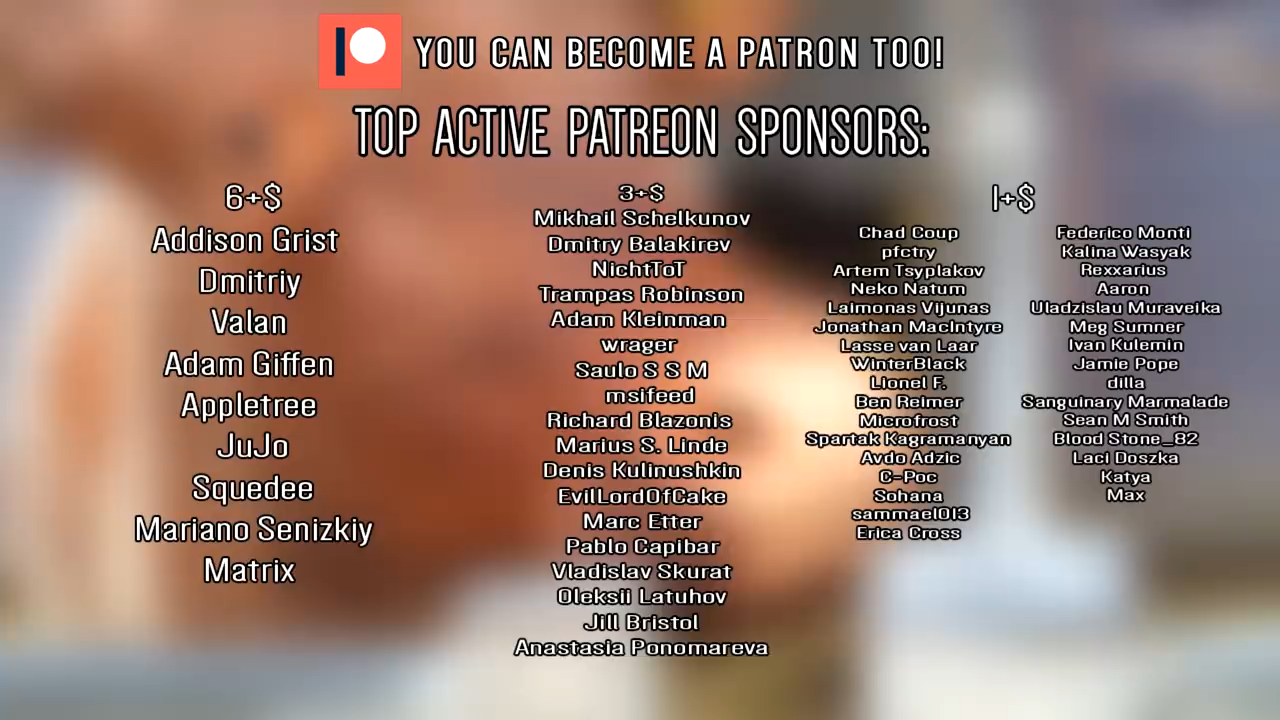 YOU CAN BECOME A PATRON TOO!
TOP ACTIVE PATREON SPONSORS:
6+$
Addison Grist
Dmitriy
Valan
Adam Giffen
Appletree
JuJo
Squedee
Mariano Senizkiy
Matrix
3+$
Mikhail Schelkunov
Dmitry Balakirev
NichtToT
Trampas Robinson
Adam Kleinman
wrager
Saulo S S M
msifeed
Richard Blazonis
Marius S. Linde
Denis Kulinushkin
EvilLordOfCake
Marc Etter
Pablo Capibar
Vladislav Skurat
Oleksii Latuhov
Jill Bristol
Anastasia Ponomareva
1+$
Chad Coup
pfctry
Artem Tsyplakov
Neko Natum
Laimonas Vijunas
Jonathan MacIntyre
Lasse van Laar
WinterBlack
Lionel F.
Ben Reimer
Microfrost
Spartak Kagramanyan
Avdo Adzic
C-Poc
Sohana
sammael013
Erica Cross
Federico Monti
Kalina Wasyak
Rexxarius
Aaron
Uladzislau Muraveika
Meg Sumner
Ivan Kulemin
Jamie Pope
dilla
Sanguinary Marmalade
Sean M Smith
Blood Stone_82
Laci Doszka
Katya
Max